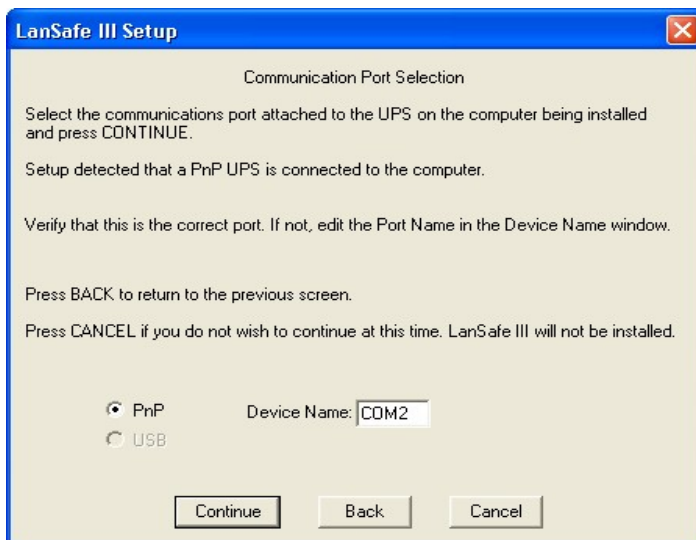 LanSafe III Setup
Communication Port Selection
Select the communications port attached to the UPS on the computer being installed
and press CONTINUE.
Setup detected that a PnP UPS is connected to the computer.
Verify that this is the correct port. If not, edit the Port Name in the Device Name window.
Press BACK to return to the previous screen.
Press CANCEL if you do not wish to continue at this time. LanSafe III will not be installed.
PnP Device Name: COM2
USB
Continue Back Cancel